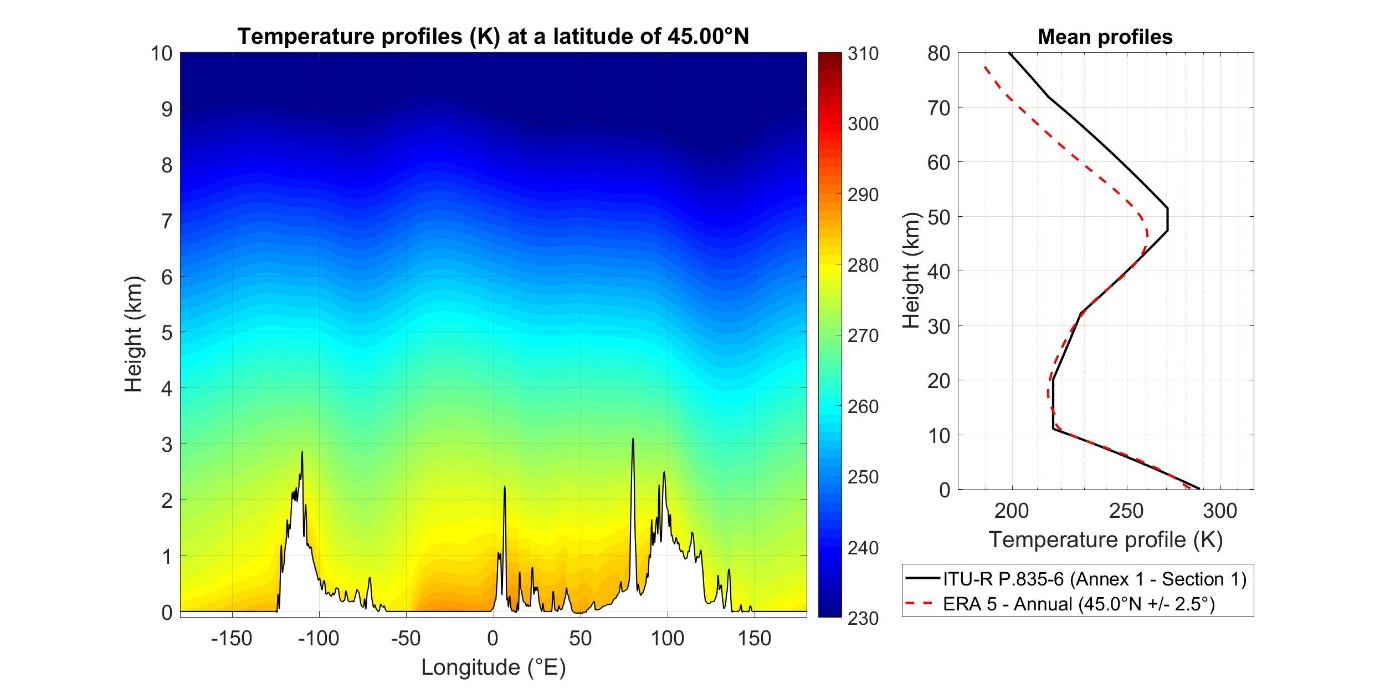 Temperature profiles (K) at a latitude of 45.00°N
10
9
8
7
6
5
4
3
2
1
0
Height (km)
-150 -100 -50 0 50 100 150
Longitude (°E)
310
300
290
280
270
260
250
240
230
Mean profiles
80
70
60
50
40
30
20
10
0
Height (km)
200 250 300
Temperature profile (K)
ITU-R P.835-6 (Annex 1 - Section 1)
ERA 5 - Annual (45.0°N +/- 2.5°)